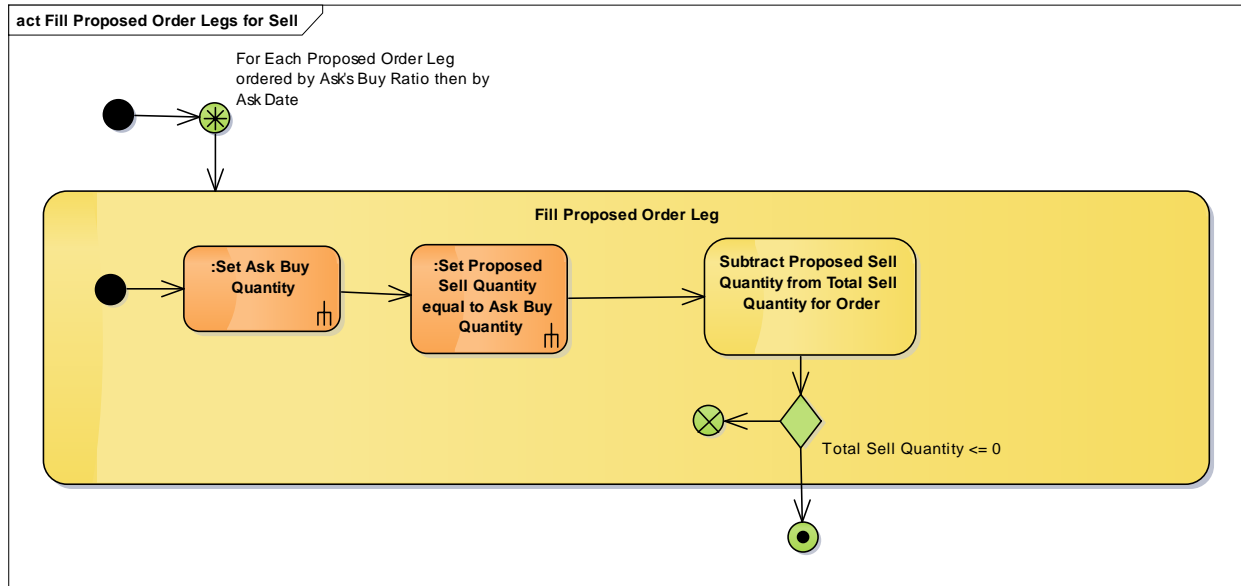 act Fill Proposed Order Legs for Sell
For Each Proposed Order Leg
ordered by Ask's Buy Ratio then by
Ask Date
Fill Proposed Order Leg
:Set Ask Buy
Quantity
:Set Proposed
Sell Quantity
equal to Ask Buy
Quantity
Subtract Proposed Sell
Quantity from Total Sell
Quantity for Order
Total Sell Quantity <= 0